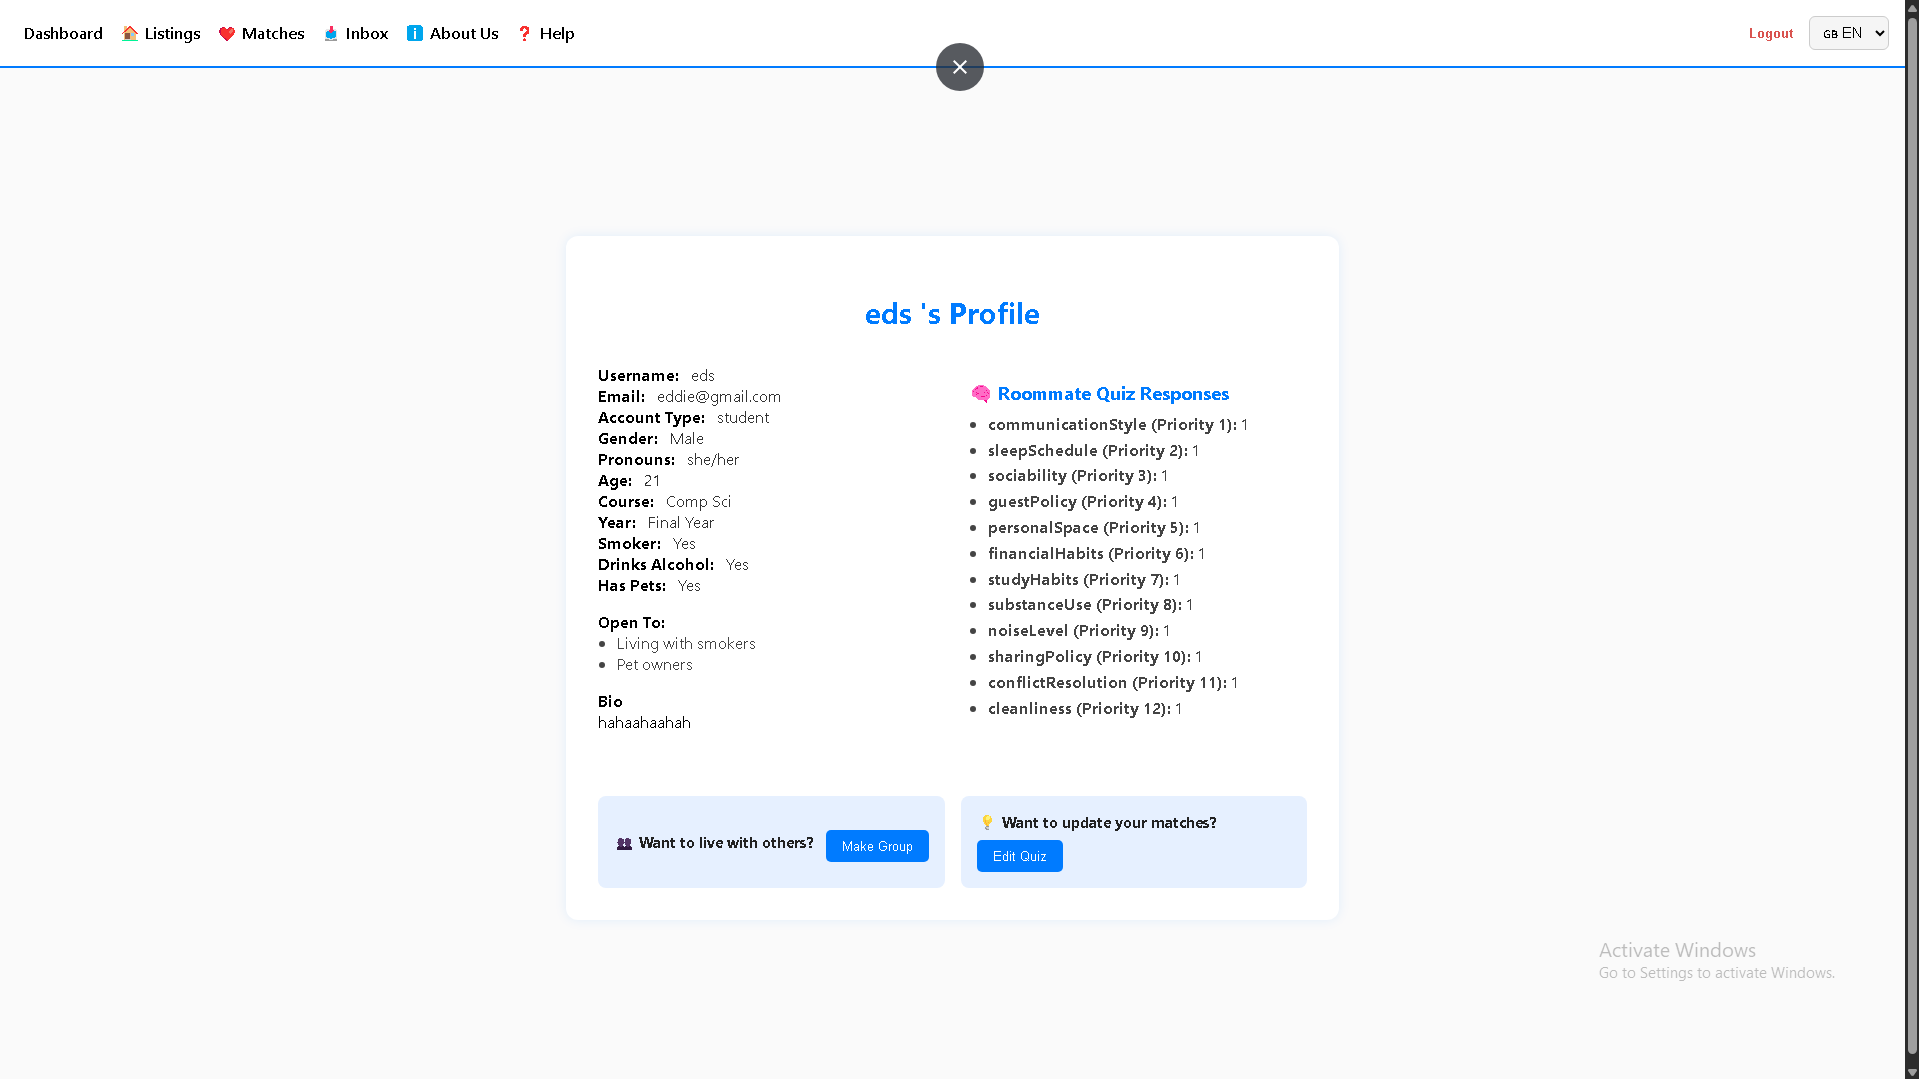 Dashboard Listings Matches Inbox About Us Help Logout GB EN
eds 's Profile
Username: eds
Email: eddie@gmail.com
Account Type: student
Gender: Male
Pronouns: she/her
Age: 21
Course: Comp Sci
Year: Final Year
Smoker: Yes
Drinks Alcohol: Yes
Has Pets: Yes
Open To:
Living with smokers
Pet owners
Bio
hahaahaahah
Roommate Quiz Responses
communicationStyle (Priority 1): 1
sleepSchedule (Priority 2): 1
sociability (Priority 3): 1
guestPolicy (Priority 4): 1
personalSpace (Priority 5): 1
financialHabits (Priority 6): 1
studyHabits (Priority 7): 1
substanceUse (Priority 8): 1
noiseLevel (Priority 9): 1
sharingPolicy (Priority 10): 1
conflictResolution (Priority 11): 1
cleanliness (Priority 12): 1
Want to live with others? Make Group
Want to update your matches?
Edit Quiz
Activate Windows
Go to Settings to activate Windows.